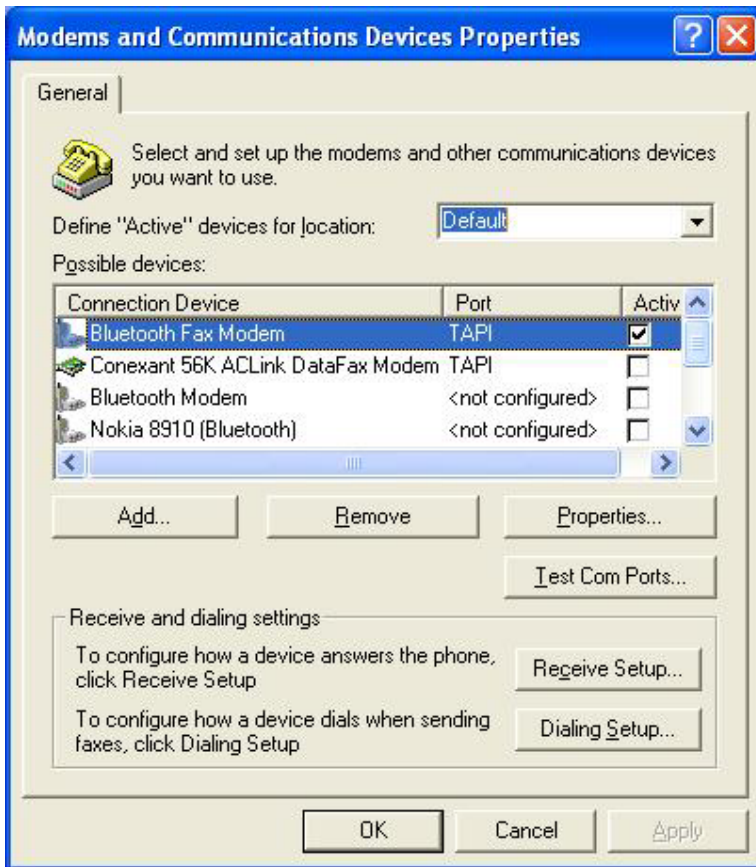 Modems and Communications Devices Properties
General
Select and set up the modems and other communications devices
you want to use.
Define "Active" devices for location: Default
Possible devices:
Connection Device Port Activ
Bluetooth Fax Modem TAPI
Conexant 56K ACLink DataFax Modem TAPI
Bluetooth Modem <not configured>
Nokia 8910 (Bluetooth) <not configured>
Add... Remove Properties...
Test Com Ports...
Receive and dialing settings
To configure how a device answers the phone,
click Receive Setup
Receive Setup...
To configure how a device dials when sending
faxes, click Dialing Setup
Dialing Setup...
OK Cancel Apply